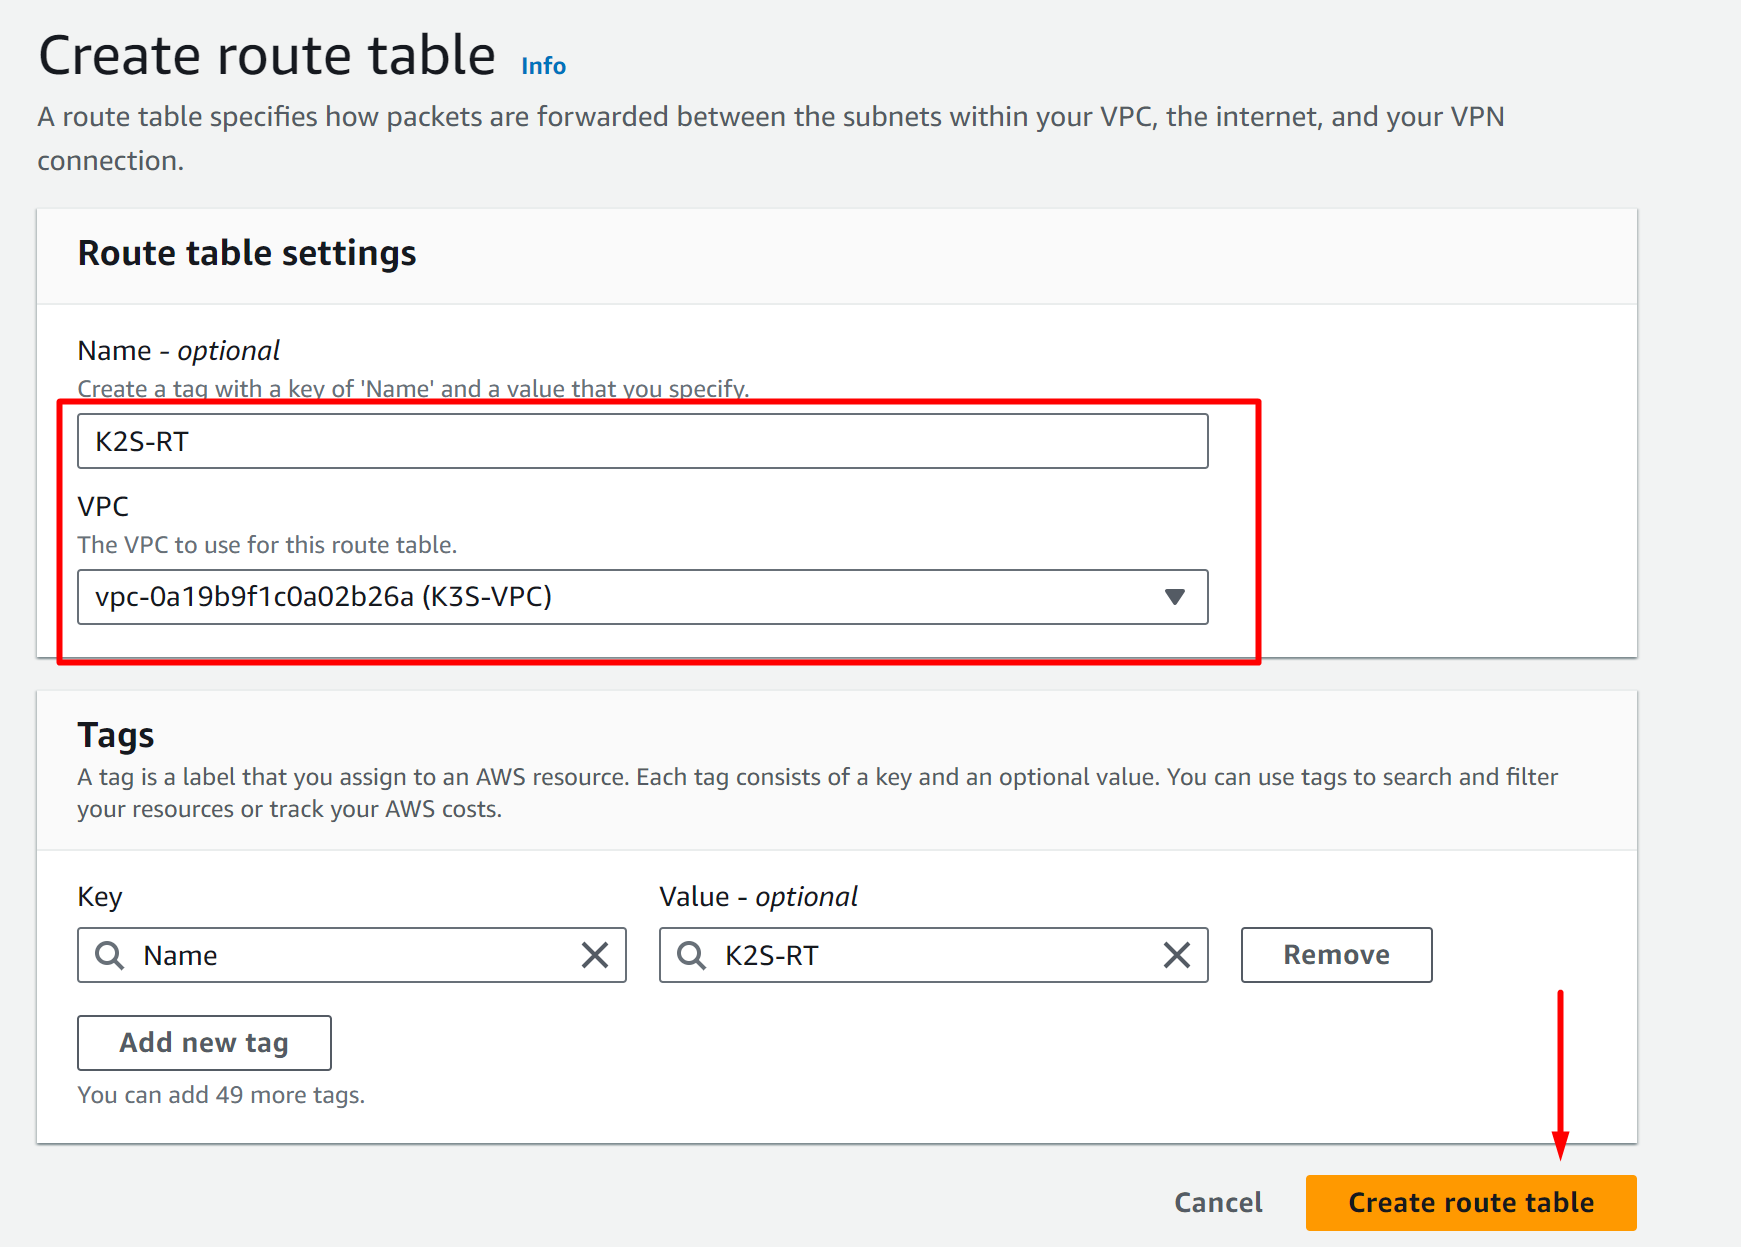 Create route table Info
A route table specifies how packets are forwarded between the subnets within your VPC, the internet, and your VPN
connection.
Route table settings
Name - optional
Create a tag with a key of 'Name' and a value that you specify.
K2S-RT
VPC
The VPC to use for this route table.
vpc-0a19b9f1c0a02b26a (K3S-VPC)
Tags
A tag is a label that you assign to an AWS resource. Each tag consists of a key and an optional value. You can use tags to search and filter
your resources or track your AWS costs.
Key Value - optional
Name K2S-RT Remove
Add new tag
You can add 49 more tags.
Cancel Create route table